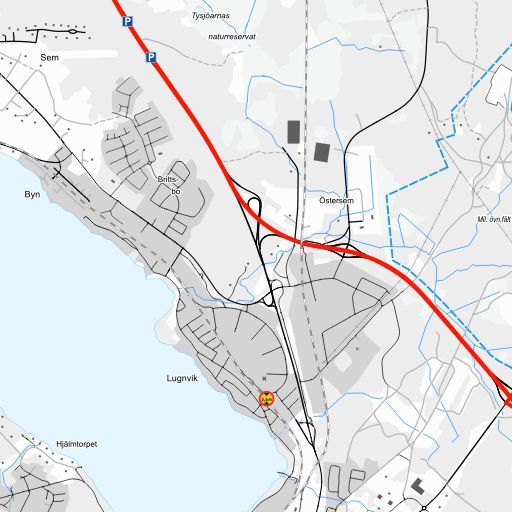 Tysjöarnas
naturreservat
P
P
Sem
Britts-
bo
Byn
Östersem
Mil. övn.fält
Lugnvik
Hjälmtorpet